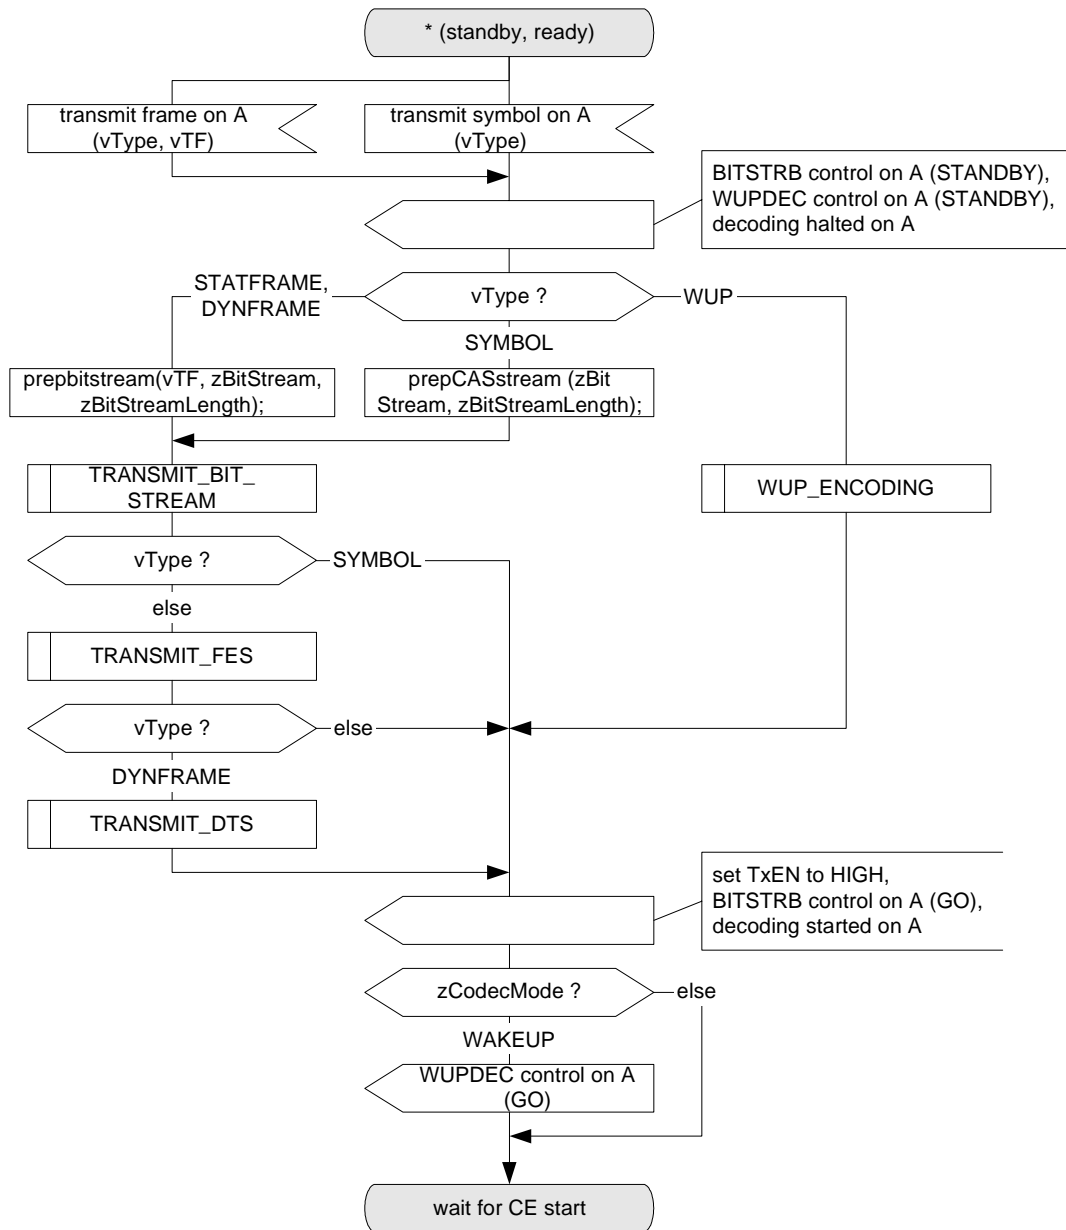 * (standby, ready)
transmit frame on A
(vType, vTF)
transmit symbol on A
(vType)
BITSTRB control on A (STANDBY),
WUPDEC control on A (STANDBY),
decoding halted on A
STATFRAME,
DYNFRAME
vType ?
WUP
SYMBOL
prepbitstream(vTF, zBitStream,
zBitStreamLength);
prepCASstream (zBit
Stream, zBitStreamLength);
TRANSMIT_BIT_
STREAM
WUP_ENCODING
vType ?
SYMBOL
else
TRANSMIT_FES
vType ?
else
DYNFRAME
TRANSMIT_DTS
set TxEN to HIGH,
BITSTRB control on A (GO),
decoding started on A
zCodecMode ?
else
WAKEUP
WUPDEC control on A
(GO)
wait for CE start